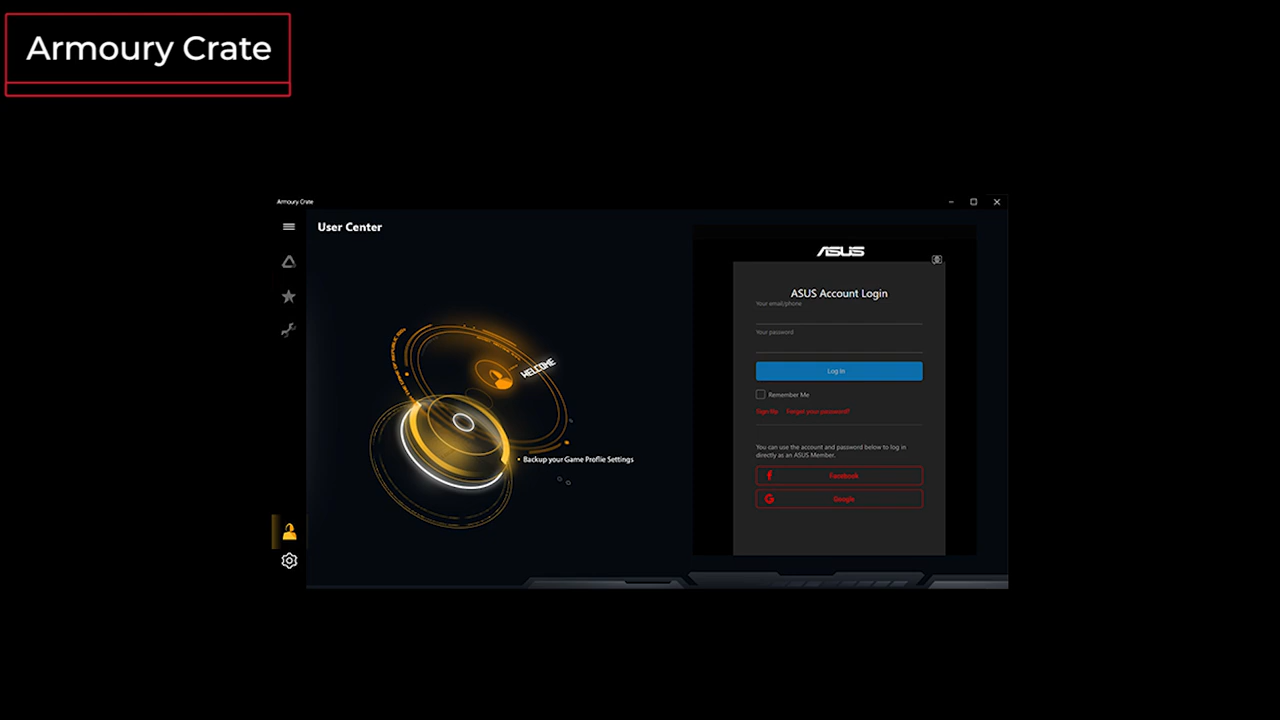 Armoury Crate
Armoury Crate
User Center
ASUS
ASUS Account Login
Your email/phone
Your password
WELCOME
Log In
Remember Me
Sign Up Forget your password?
You can use the account and password below to log in
directly as an ASUS Member.
Backup your Game Proflie Settings
Facebook
Google